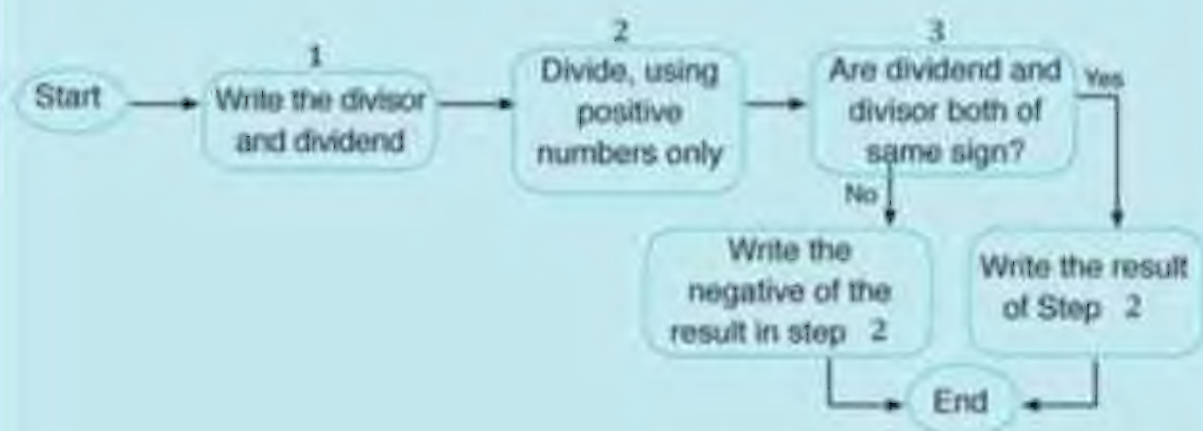 Start
1
Write the divisor
and dividend
2
Divide, using
positive
numbers only
3
Are dividend and
divisor both of
same sign?
Yes
No
Write the
negative of the
result in step 2
Write the result
of Step 2
End